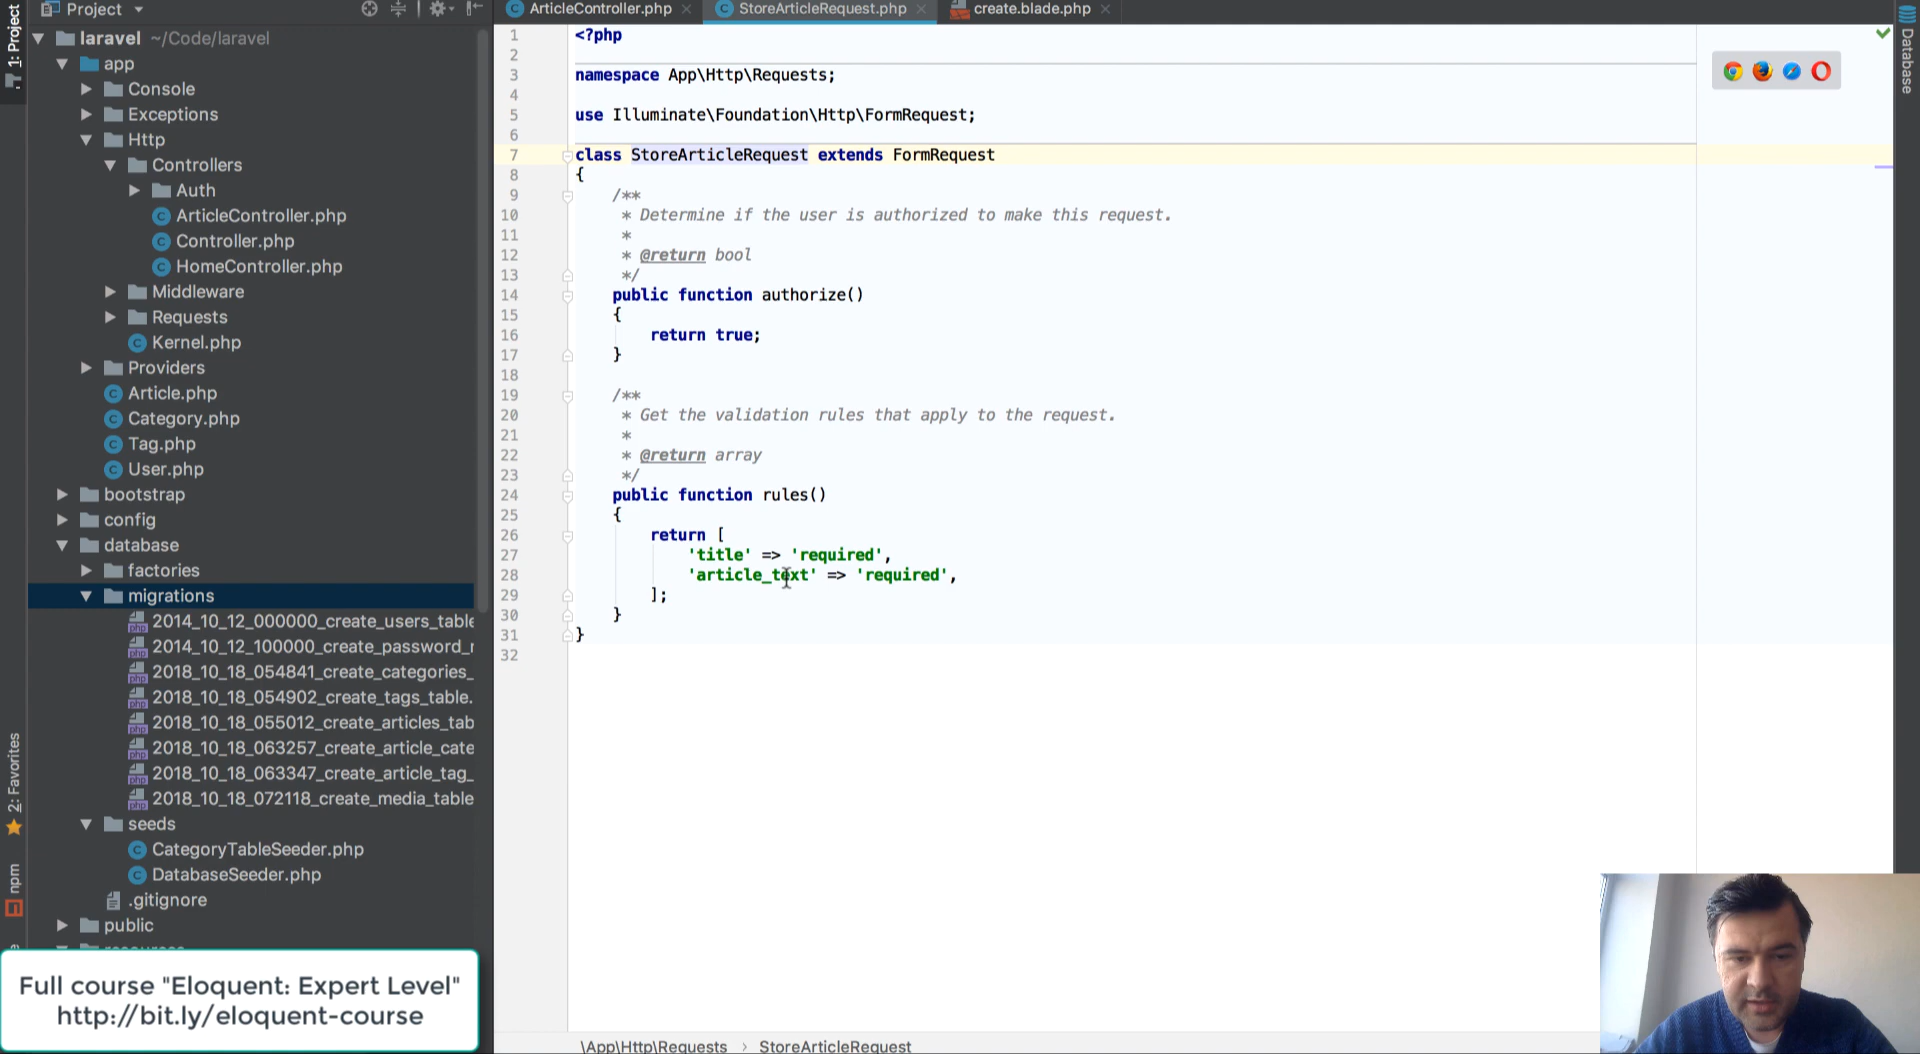 Project
ArticleController.php
StoreArticleRequest.php
create.blade.php
1: Project
2: Favorites
npm
Database
laravel ~/Code/laravel
app
Console
Exceptions
Http
Controllers
Auth
ArticleController.php
Controller.php
HomeController.php
Middleware
Requests
Kernel.php
Providers
Article.php
Category.php
Tag.php
User.php
bootstrap
config
database
factories
migrations
2014_10_12_000000_create_users_table
2014_10_12_100000_create_password_r
2018_10_18_054841_create_categories_
2018_10_18_054902_create_tags_table.
2018_10_18_055012_create_articles_tab
2018_10_18_063257_create_article_cate
2018_10_18_063347_create_article_tag_
2018_10_18_072118_create_media_table
seeds
CategoryTableSeeder.php
DatabaseSeeder.php
.gitignore
public
Full course "Eloquent: Expert Level"
http://bit.ly/eloquent-course
1 <?php
2
3 namespace App\Http\Requests;
4
5 use Illuminate\Foundation\Http\FormRequest;
6
7 class StoreArticleRequest extends FormRequest
8 {
9 /**
10 * Determine if the user is authorized to make this request.
11 *
12 * @return bool
13 */
14 public function authorize()
15 {
16 return true;
17 }
18
19 /**
20 * Get the validation rules that apply to the request.
21 *
22 * @return array
23 */
24 public function rules()
25 {
26 return [
27 'title' => 'required',
28 'article_text' => 'required',
29 ];
30 }
31 }
32
\App\Http\Requests › StoreArticleRequest